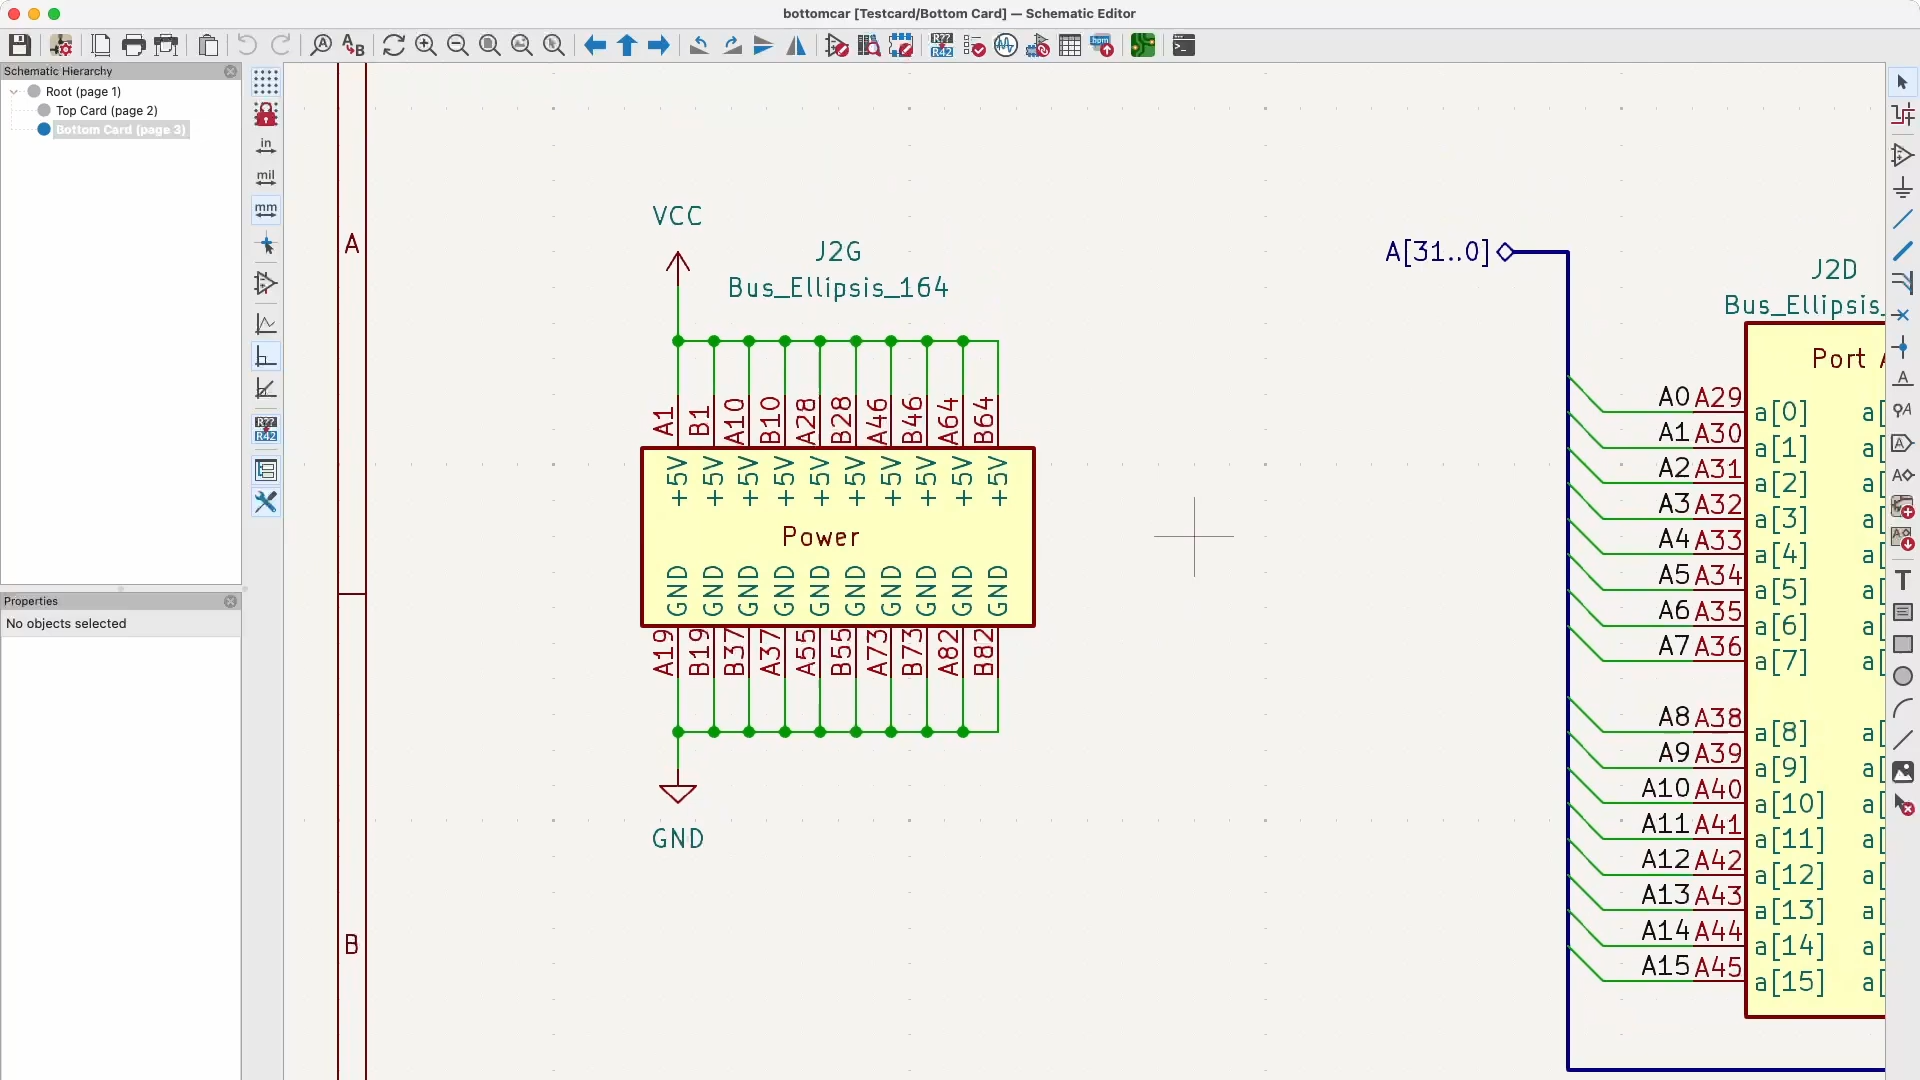 bottomcar [Testcard/Bottom Card] — Schematic Editor
Schematic Hierarchy
Root (page 1)
Top Card (page 2)
Bottom Card (page 3)
in
mil
mm
R??
R42
Properties
No objects selected
A
B
VCC
J2G
Bus_Ellipsis_164
A1 B1 A10 B10 A28 B28 A46 B46 A64 B64
+5V +5V +5V +5V +5V +5V +5V +5V +5V +5V
Power
GND GND GND GND GND GND GND GND GND GND
A19 B19 B37 A37 A55 B55 A73 B73 A82 B82
GND
A[31..0]
J2D
Bus_Ellipsis_
Port A
A0 A29 a[0] a[
A1 A30 a[1] a[
A2 A31 a[2] a[
A3 A32 a[3] a[
A4 A33 a[4] a[
A5 A34 a[5] a[
A6 A35 a[6] a[
A7 A36 a[7] a[
A8 A38 a[8] a[
A9 A39 a[9] a[
A10 A40 a[10] a[
A11 A41 a[11] a[
A12 A42 a[12] a[
A13 A43 a[13] a[
A14 A44 a[14] a[
A15 A45 a[15] a[